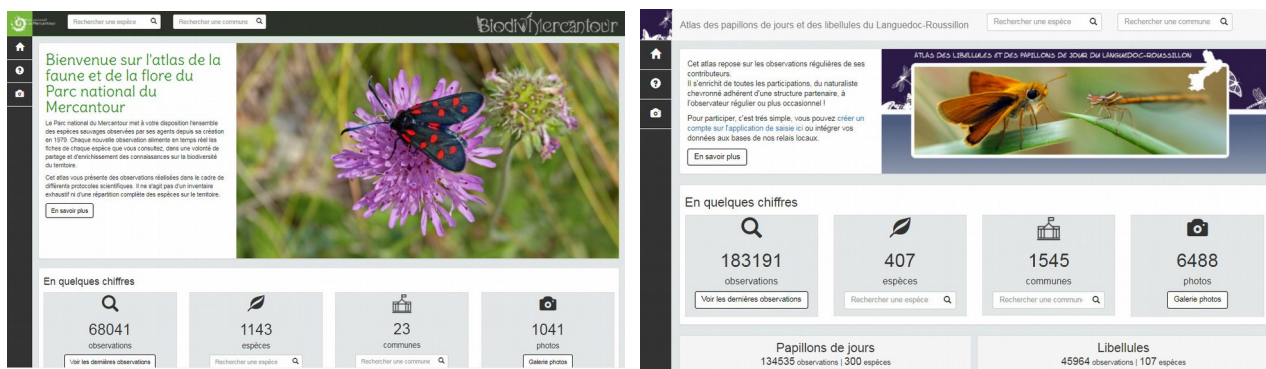 Rechercher une espèce
Rechercher une commune
BiodivMercantour
Bienvenue sur l'atlas de la
faune et de la flore du
Parc national du
Mercantour
Le Parc national du Mercantour met à votre disposition l'ensemble
des espèces sauvages observées par ses agents depuis sa création
en 1979. Chaque nouvelle observation alimente en temps réel les
fiches de chaque espèce que vous consultez, dans une volonté de
partage et d'enrichissement des connaissances sur la biodiversité
du territoire.
Cet atlas vous présente des observations réalisées dans le cadre de
différents protocoles scientifiques. Il ne s'agit pas d'un inventaire
exhaustif ni d'une répartition complète des espèces sur le territoire.
En savoir plus
En quelques chiffres
68041
observations
Voir les dernières observations
1143
espèces
Rechercher une espèce
23
communes
Rechercher une commune
1041
photos
Galerie photos
Atlas des papillons de jours et des libellules du Languedoc-Roussillon
Rechercher une espèce
Rechercher une commune
Cet atlas repose sur les observations régulières de ses
contributeurs.
Il s'enrichit de toutes les participations, du naturaliste
chevronné adhérent d'une structure partenaire, à
l'observateur régulier ou plus occasionnel !
Pour participer, c'est trés simple, vous pouvez créer un
compte sur l'application de saisie ici ou intégrer vos
données aux bases de nos relais locaux.
En savoir plus
ATLAS DES LIBELLULES ET DES PAPILLONS DE JOUR DU LANGUEDOC-ROUSSILLON
En quelques chiffres
183191
observations
Voir les dernières observations
407
espèces
Rechercher une espèce
1545
communes
Rechercher une commun
6488
photos
Galerie photos
Papillons de jours
134535 observations | 300 espèces
Libellules
45964 observations | 107 espèces